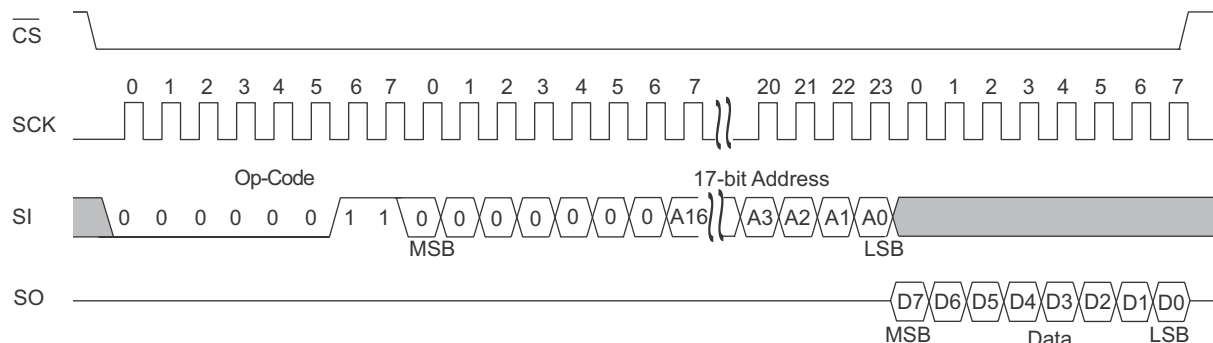 CS
0 1 2 3 4 5 6 7 0 1 2 3 4 5 6 7 20 21 22 23 0 1 2 3 4 5 6 7
SCK
Op-Code 17-bit Address
SI 0 0 0 0 0 0 1 1 0 0 0 0 0 0 0 A16 A3 A2 A1 A0
MSB LSB
SO D7 D6 D5 D4 D3 D2 D1 D0
MSB Data LSB